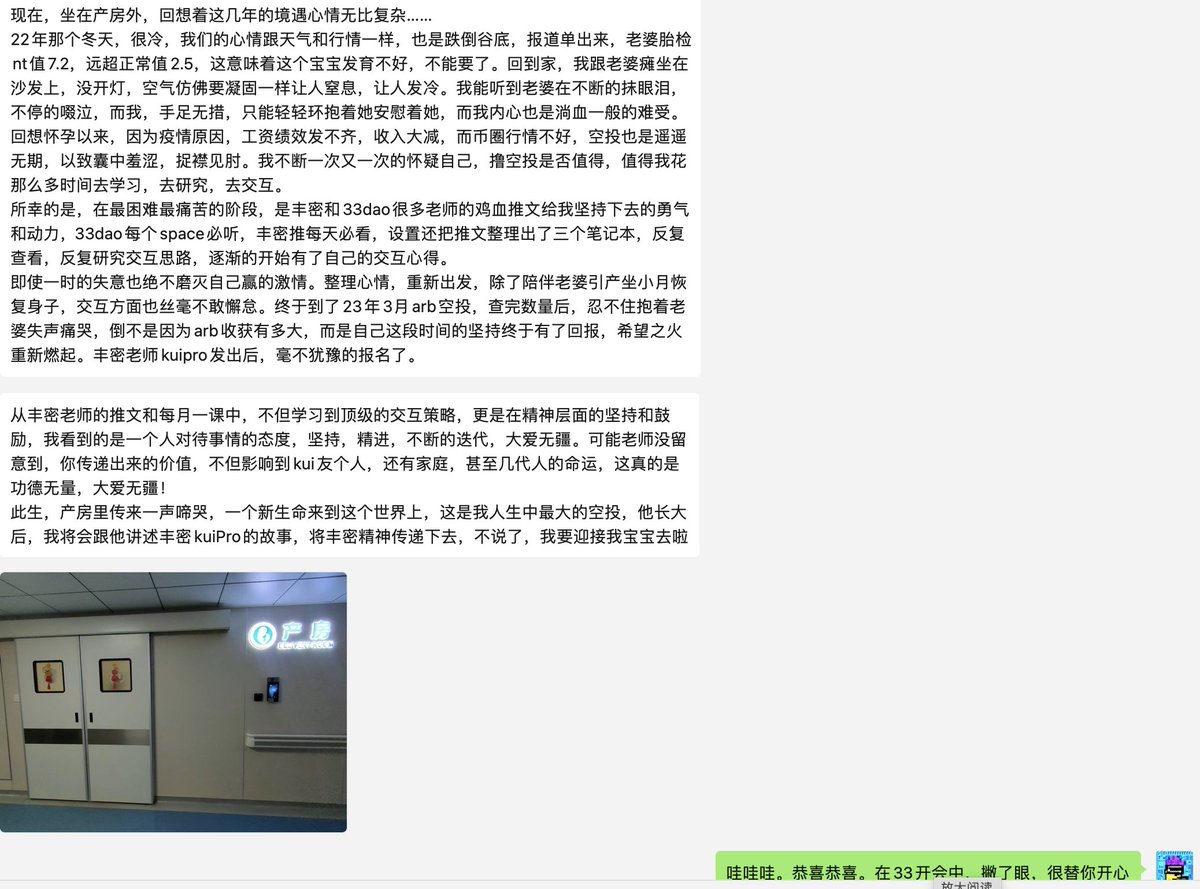 现在，坐在产房外，回想着这几年的境遇心情无比复杂......
22年那个冬天，很冷，我们的心情跟天气和行情一样，也是跌倒谷底，报道单出来，老婆胎检
nt值7.2，远超正常值2.5，这意味着这个宝宝发育不好，不能要了。回到家，我跟老婆瘫坐在
沙发上，没开灯，空气仿佛要凝固一样让人窒息，让人发冷。我能听到老婆在不断的抹眼泪，
不停的啜泣，而我，手足无措，只能轻轻环抱着她安慰着她，而我内心也是淌血一般的难受。
回想怀孕以来，因为疫情原因，工资绩效发不齐，收入大减，而币圈行情不好，空投也是遥遥
无期，以致囊中羞涩，捉襟见肘。我不断一次又一次的怀疑自己，撸空投是否值得，值得我花
那么多时间去学习，去研究，去交互。
所幸的是，在最困难最痛苦的阶段，是丰密和33dao很多老师的鸡血推文给我坚持下去的勇气
和动力，33dao每个space必听，丰密推每天必看，设置还把推文整理出了三个笔记本，反复
查看，反复研究交互思路，逐渐的开始有了自己的交互心得。
即使一时的失意也绝不磨灭自己赢的激情。整理心情，重新出发，除了陪伴老婆引产坐小月恢
复身子，交互方面也丝毫不敢懈怠。终于到了23年3月arb空投，查完数量后，忍不住抱着老
婆失声痛哭，倒不是因为arb收获有多大，而是自己这段时间的坚持终于有了回报，希望之火
重新燃起。丰密老师kuipro发出后，毫不犹豫的报名了。
从丰密老师的推文和每月一课中，不但学习到顶级的交互策略，更是在精神层面的坚持和鼓
励，我看到的是一个人对待事情的态度，坚持，精进，不断的迭代，大爱无疆。可能老师没留
意到，你传递出来的价值，不但影响到kui友个人，还有家庭，甚至几代人的命运，这真的是
功德无量，大爱无疆！
此生，产房里传来一声啼哭，一个新生命来到这个世界上，这是我人生中最大的空投，他长大
后，我将会跟他讲述丰密kuiPro的故事，将丰密精神传递下去，不说了，我要迎接我宝宝去啦
产房
哇哇哇。恭喜恭喜。在33开会中，撇了眼，很替你开心
放大阅读